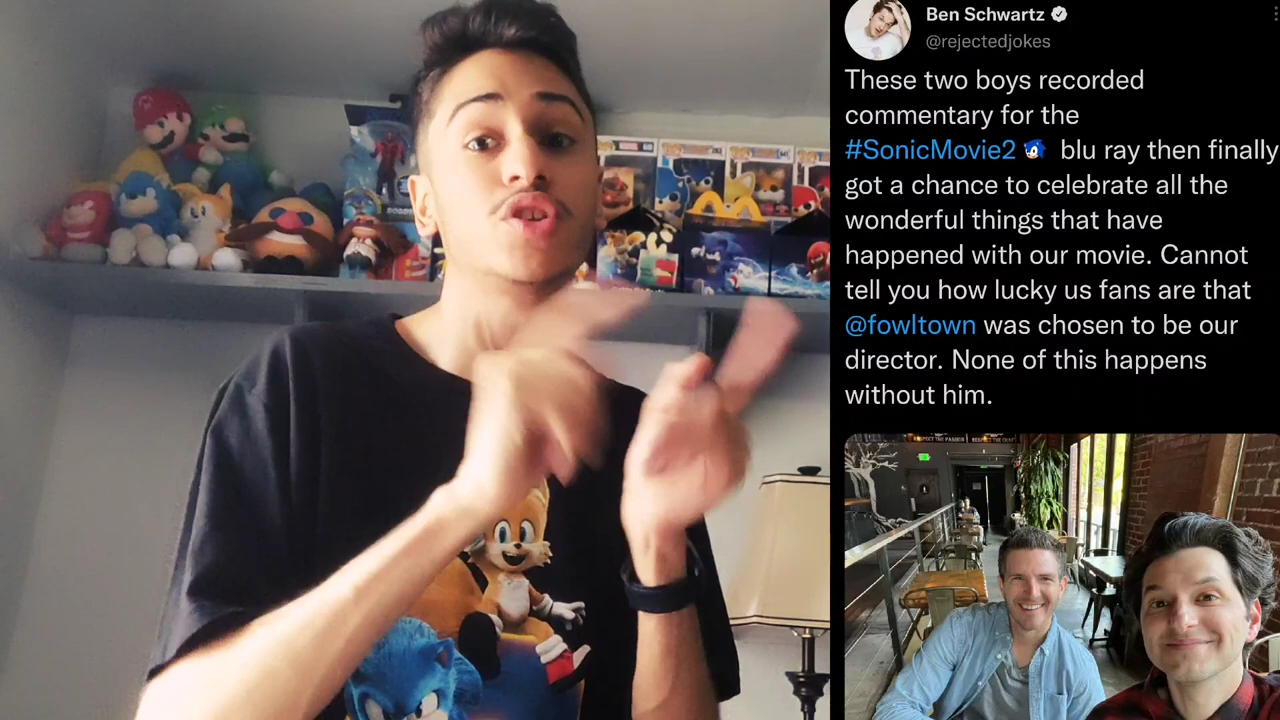 Ben Schwartz
@rejectedjokes
These two boys recorded
commentary for the
#SonicMovie2 blu ray then finally
got a chance to celebrate all the
wonderful things that have
happened with our movie. Cannot
tell you how lucky us fans are that
@fowltown was chosen to be our
director. None of this happens
without him.